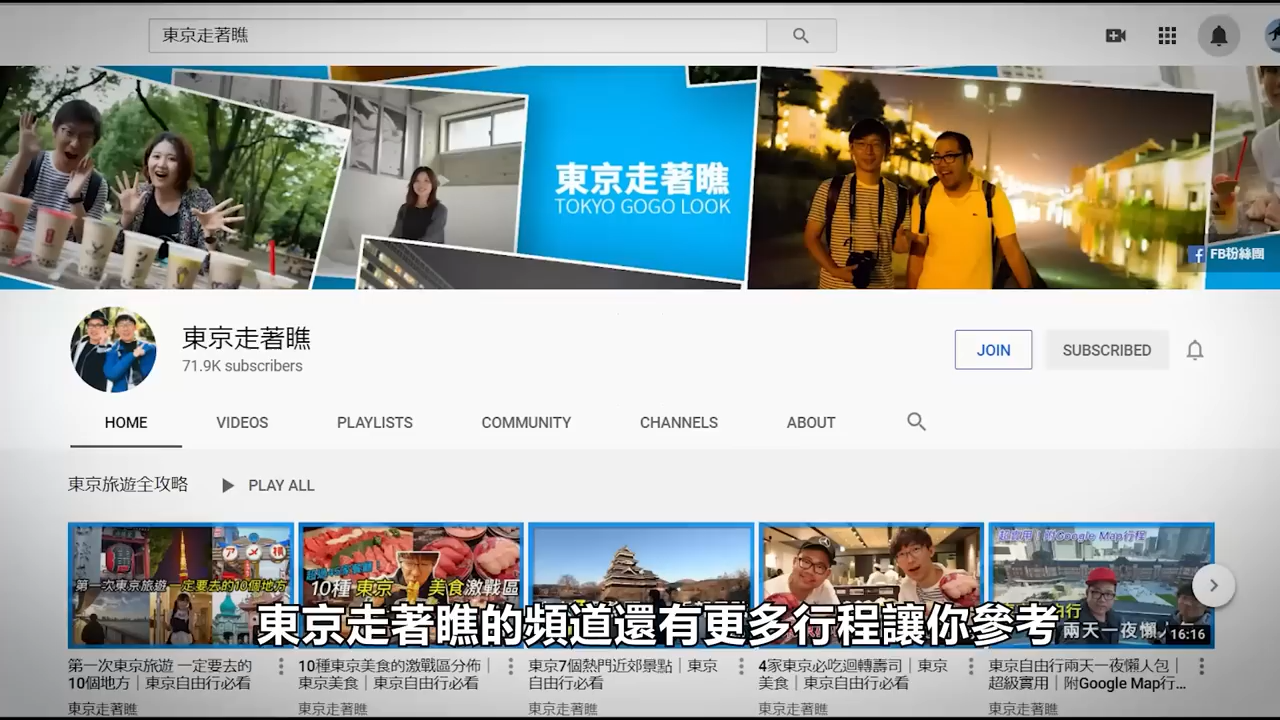 東京走著瞧
東京走著瞧
TOKYO GOGO LOOK
FB粉絲團
東京走著瞧
71.9K subscribers
JOIN
SUBSCRIBED
HOME
VIDEOS
PLAYLISTS
COMMUNITY
CHANNELS
ABOUT
東京旅遊全攻略
PLAY ALL
第一次東京旅遊 一定要去的10個地方
アメ横
10種 東京 美食激戰區
兩天一夜懶
16:16
東京走著瞧的頻道還有更多行程讓你參考
第一次東京旅遊 一定要去的
10個地方｜東京自由行必看
東京走著瞧
10種東京美食的激戰區分佈｜
東京美食｜東京自由行必看
東京走著瞧
東京7個熱門近郊景點｜東京
自由行必看
東京走著瞧
4家東京必吃迴轉壽司｜東京
美食｜東京自由行必看
東京走著瞧
東京自由行兩天一夜懶人包｜
超級實用｜附Google Map行...
東京走著瞧